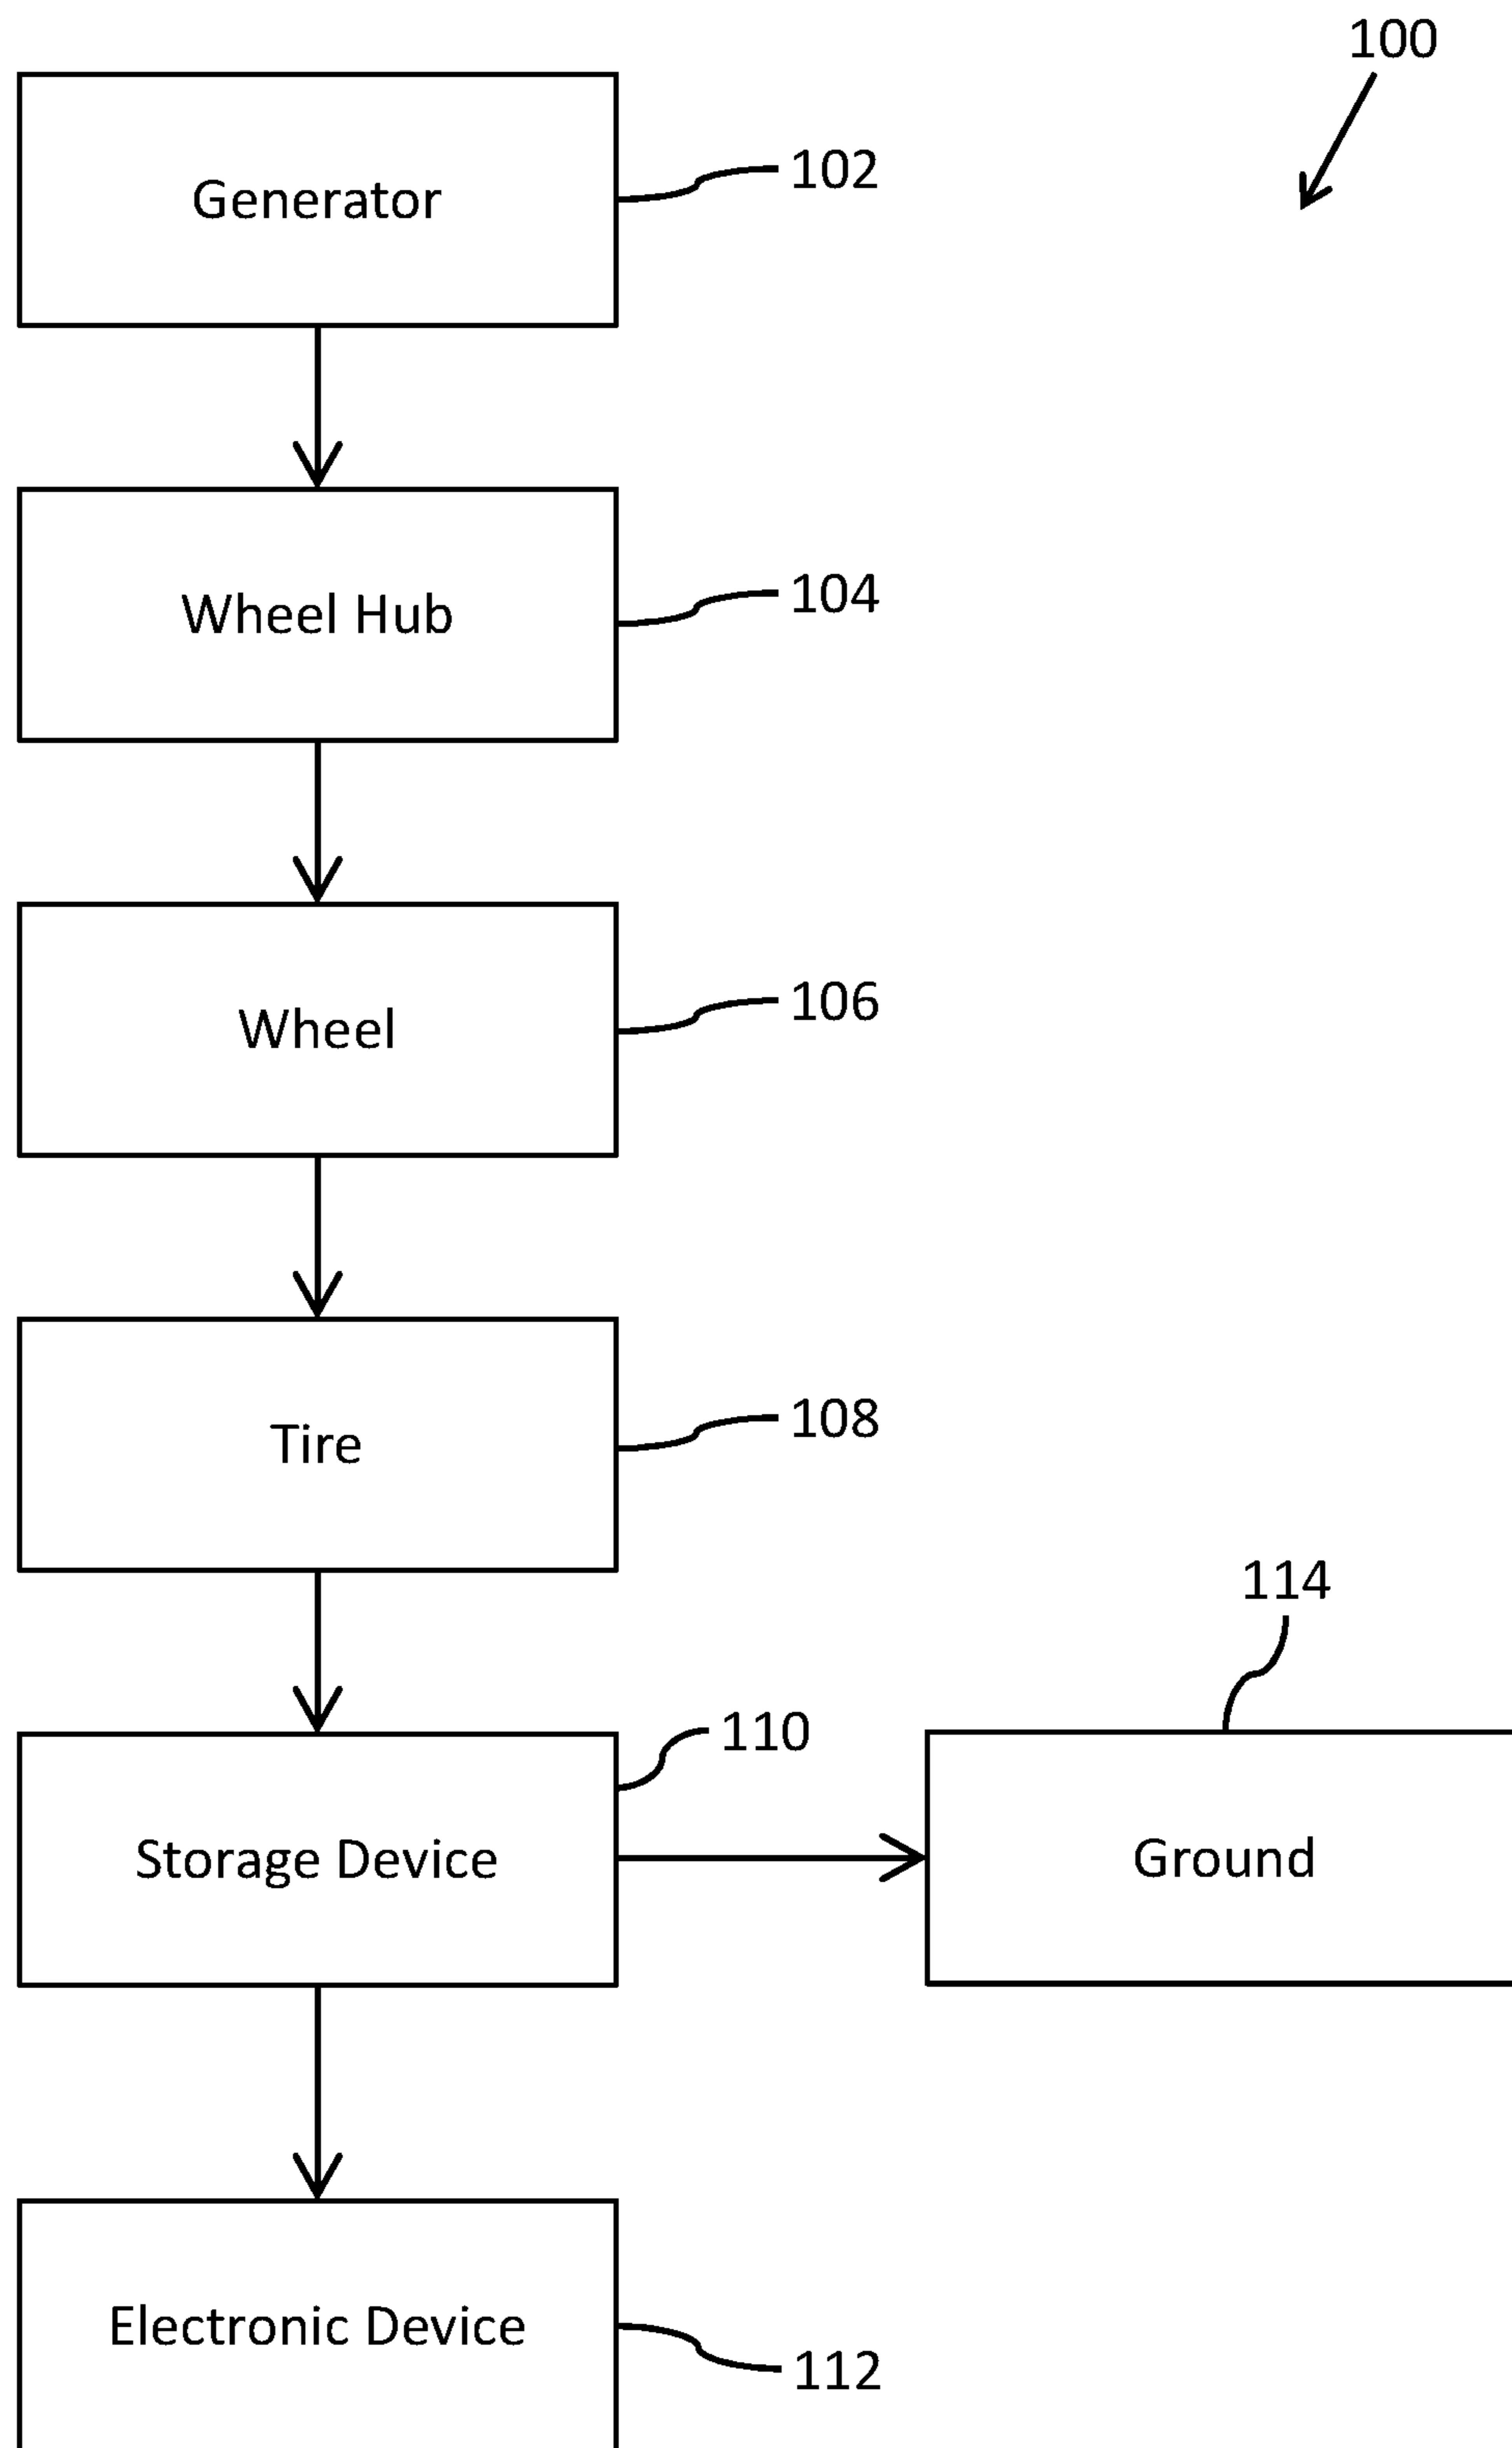 100
Generator
102
Wheel Hub
104
Wheel
106
Tire
108
114
110
Storage Device
Ground
Electronic Device
112